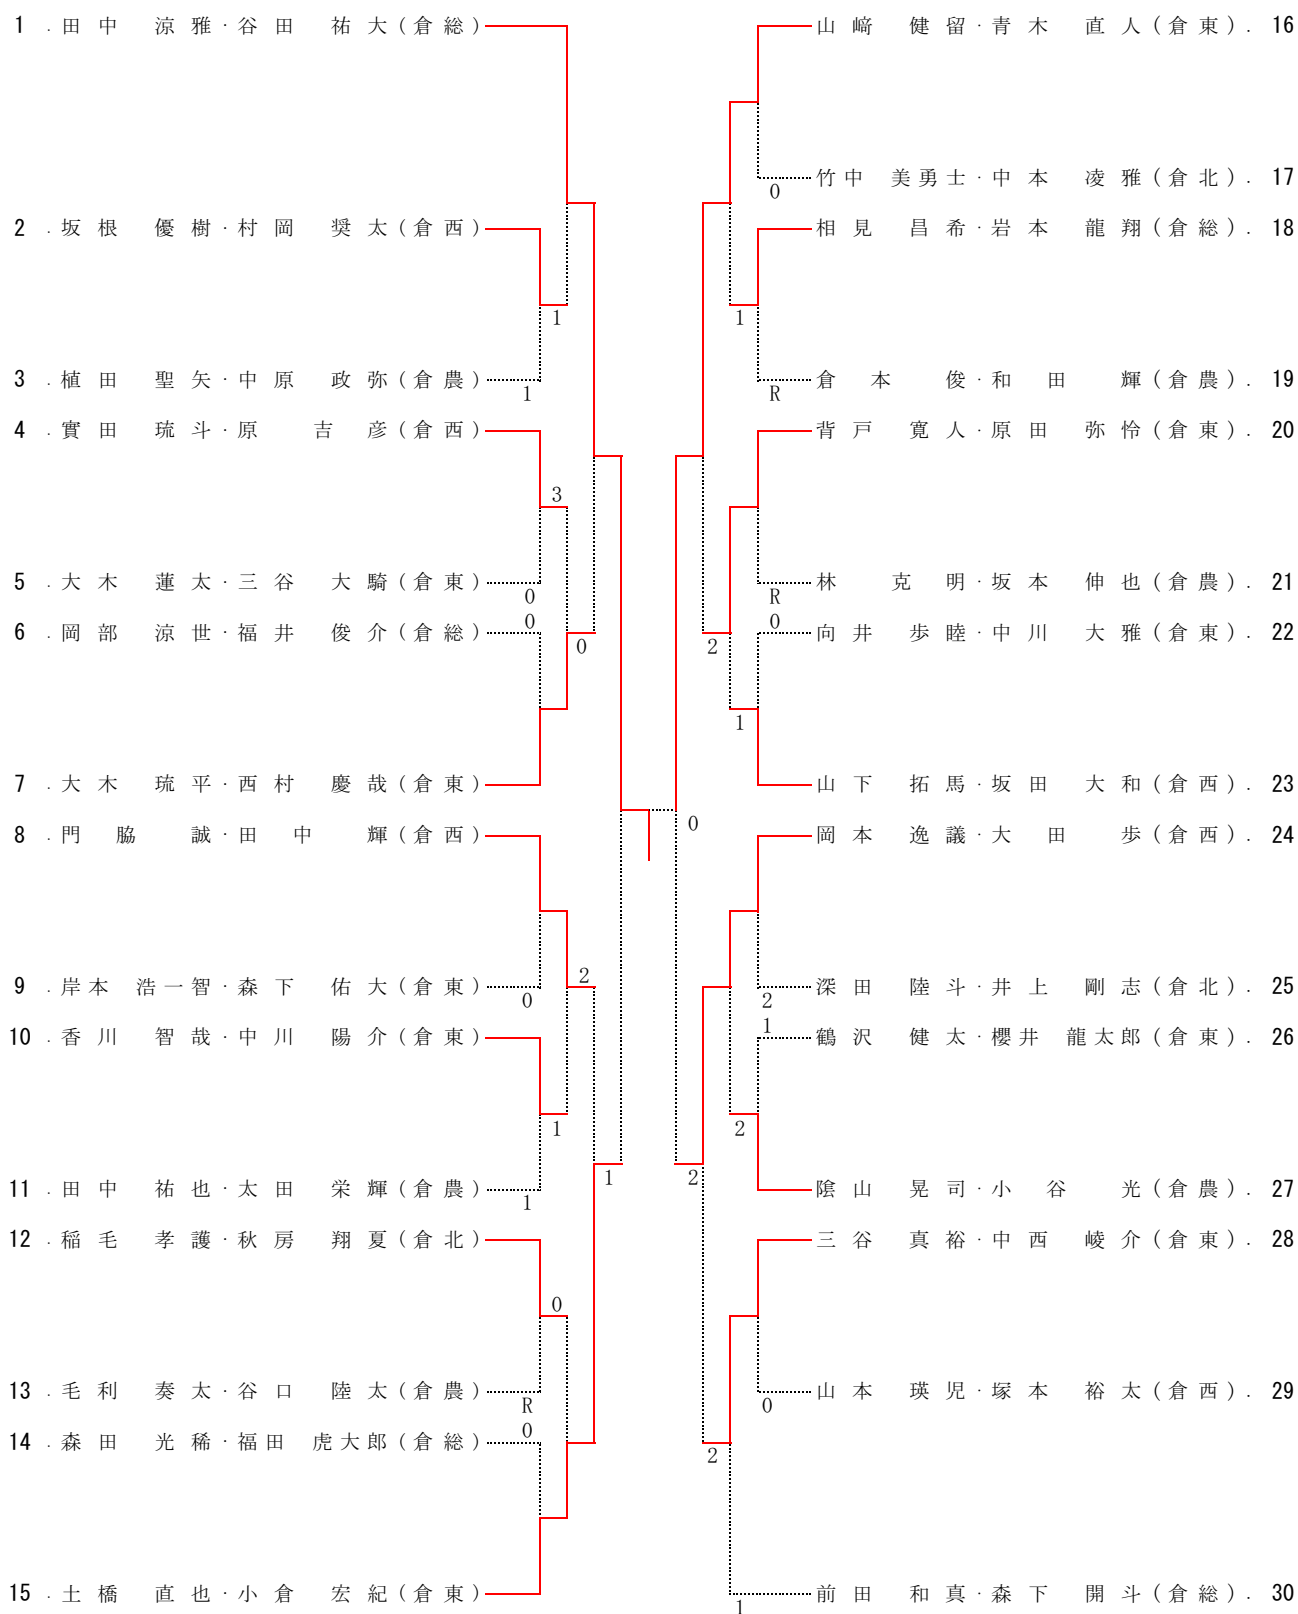 1 .田中 涼雅·谷田 祐大(倉総)
2 .坂根 優樹·村岡 奨太(倉西)
1
3 .植田 聖矢·中原 政弥(倉農)
1
4 .實田 琉斗·原 吉彦(倉西)
3
5 .大木 蓮太·三谷 大騎(倉東)
0
0
6 .岡部 涼世·福井 俊介(倉総)
0
7 .大木 琉平·西村 慶哉(倉東)
8 .門脇 誠·田中 輝(倉西)
2
9 .岸本 浩一智·森下 佑大(倉東)
0
10 .香川 智哉·中川 陽介(倉東)
1
11 .田中 祐也·太田 栄輝(倉農)
1
1
12 .稲毛 孝護·秋房 翔夏(倉北)
0
13 .毛利 奏太·谷口 陸太(倉農)
R
0
14 .森田 光稀·福田 虎大郎(倉総)
15 .土橋 直也·小倉 宏紀(倉東)
0
山﨑 健留·青木 直人(倉東). 16
竹中 美勇士·中本 凌雅(倉北). 17
0
相見 昌希·岩本 龍翔(倉総). 18
1
倉本 俊·和田 輝(倉農). 19
R
背戸 寛人·原田 弥怜(倉東). 20
林 克明·坂本 伸也(倉農). 21
R
0
向井 歩睦·中川 大雅(倉東). 22
2
1
山下 拓馬·坂田 大和(倉西). 23
岡本 逸議·大田 歩(倉西). 24
深田 陸斗·井上 剛志(倉北). 25
2
1
鶴沢 健太·櫻井 龍太郎(倉東). 26
2
2
陰山 晃司·小谷 光(倉農). 27
三谷 真裕·中西 崚介(倉東). 28
山本 瑛児·塚本 裕太(倉西). 29
0
2
前田 和真·森下 開斗(倉総). 30
1